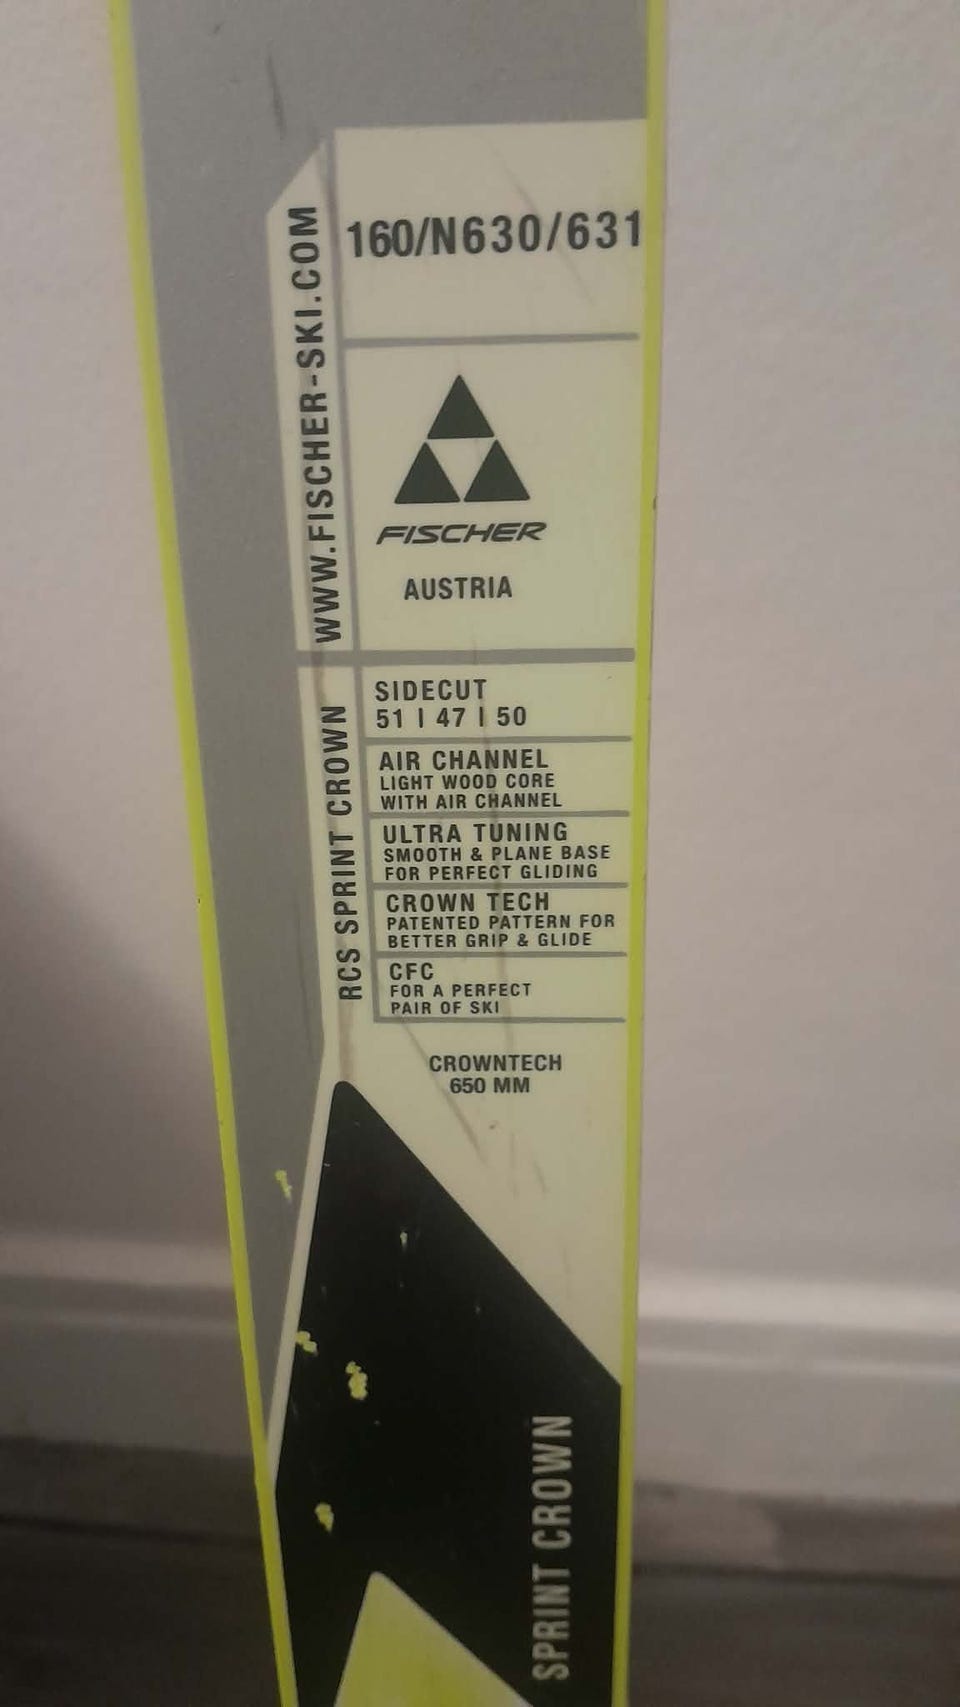 160/N630/631
WWW.FISCHER-SKI.COM
FISCHER
AUSTRIA
RCS SPRINT CROWN
SIDECUT
51 | 47 | 50
AIR CHANNEL
LIGHT WOOD CORE
WITH AIR CHANNEL
ULTRA TUNING
SMOOTH & PLANE BASE
FOR PERFECT GLIDING
CROWN TECH
PATENTED PATTERN FOR
BETTER GRIP & GLIDE
CFC
FOR A PERFECT
PAIR OF SKI
CROWNTECH
650 MM
SPRINT CROWN